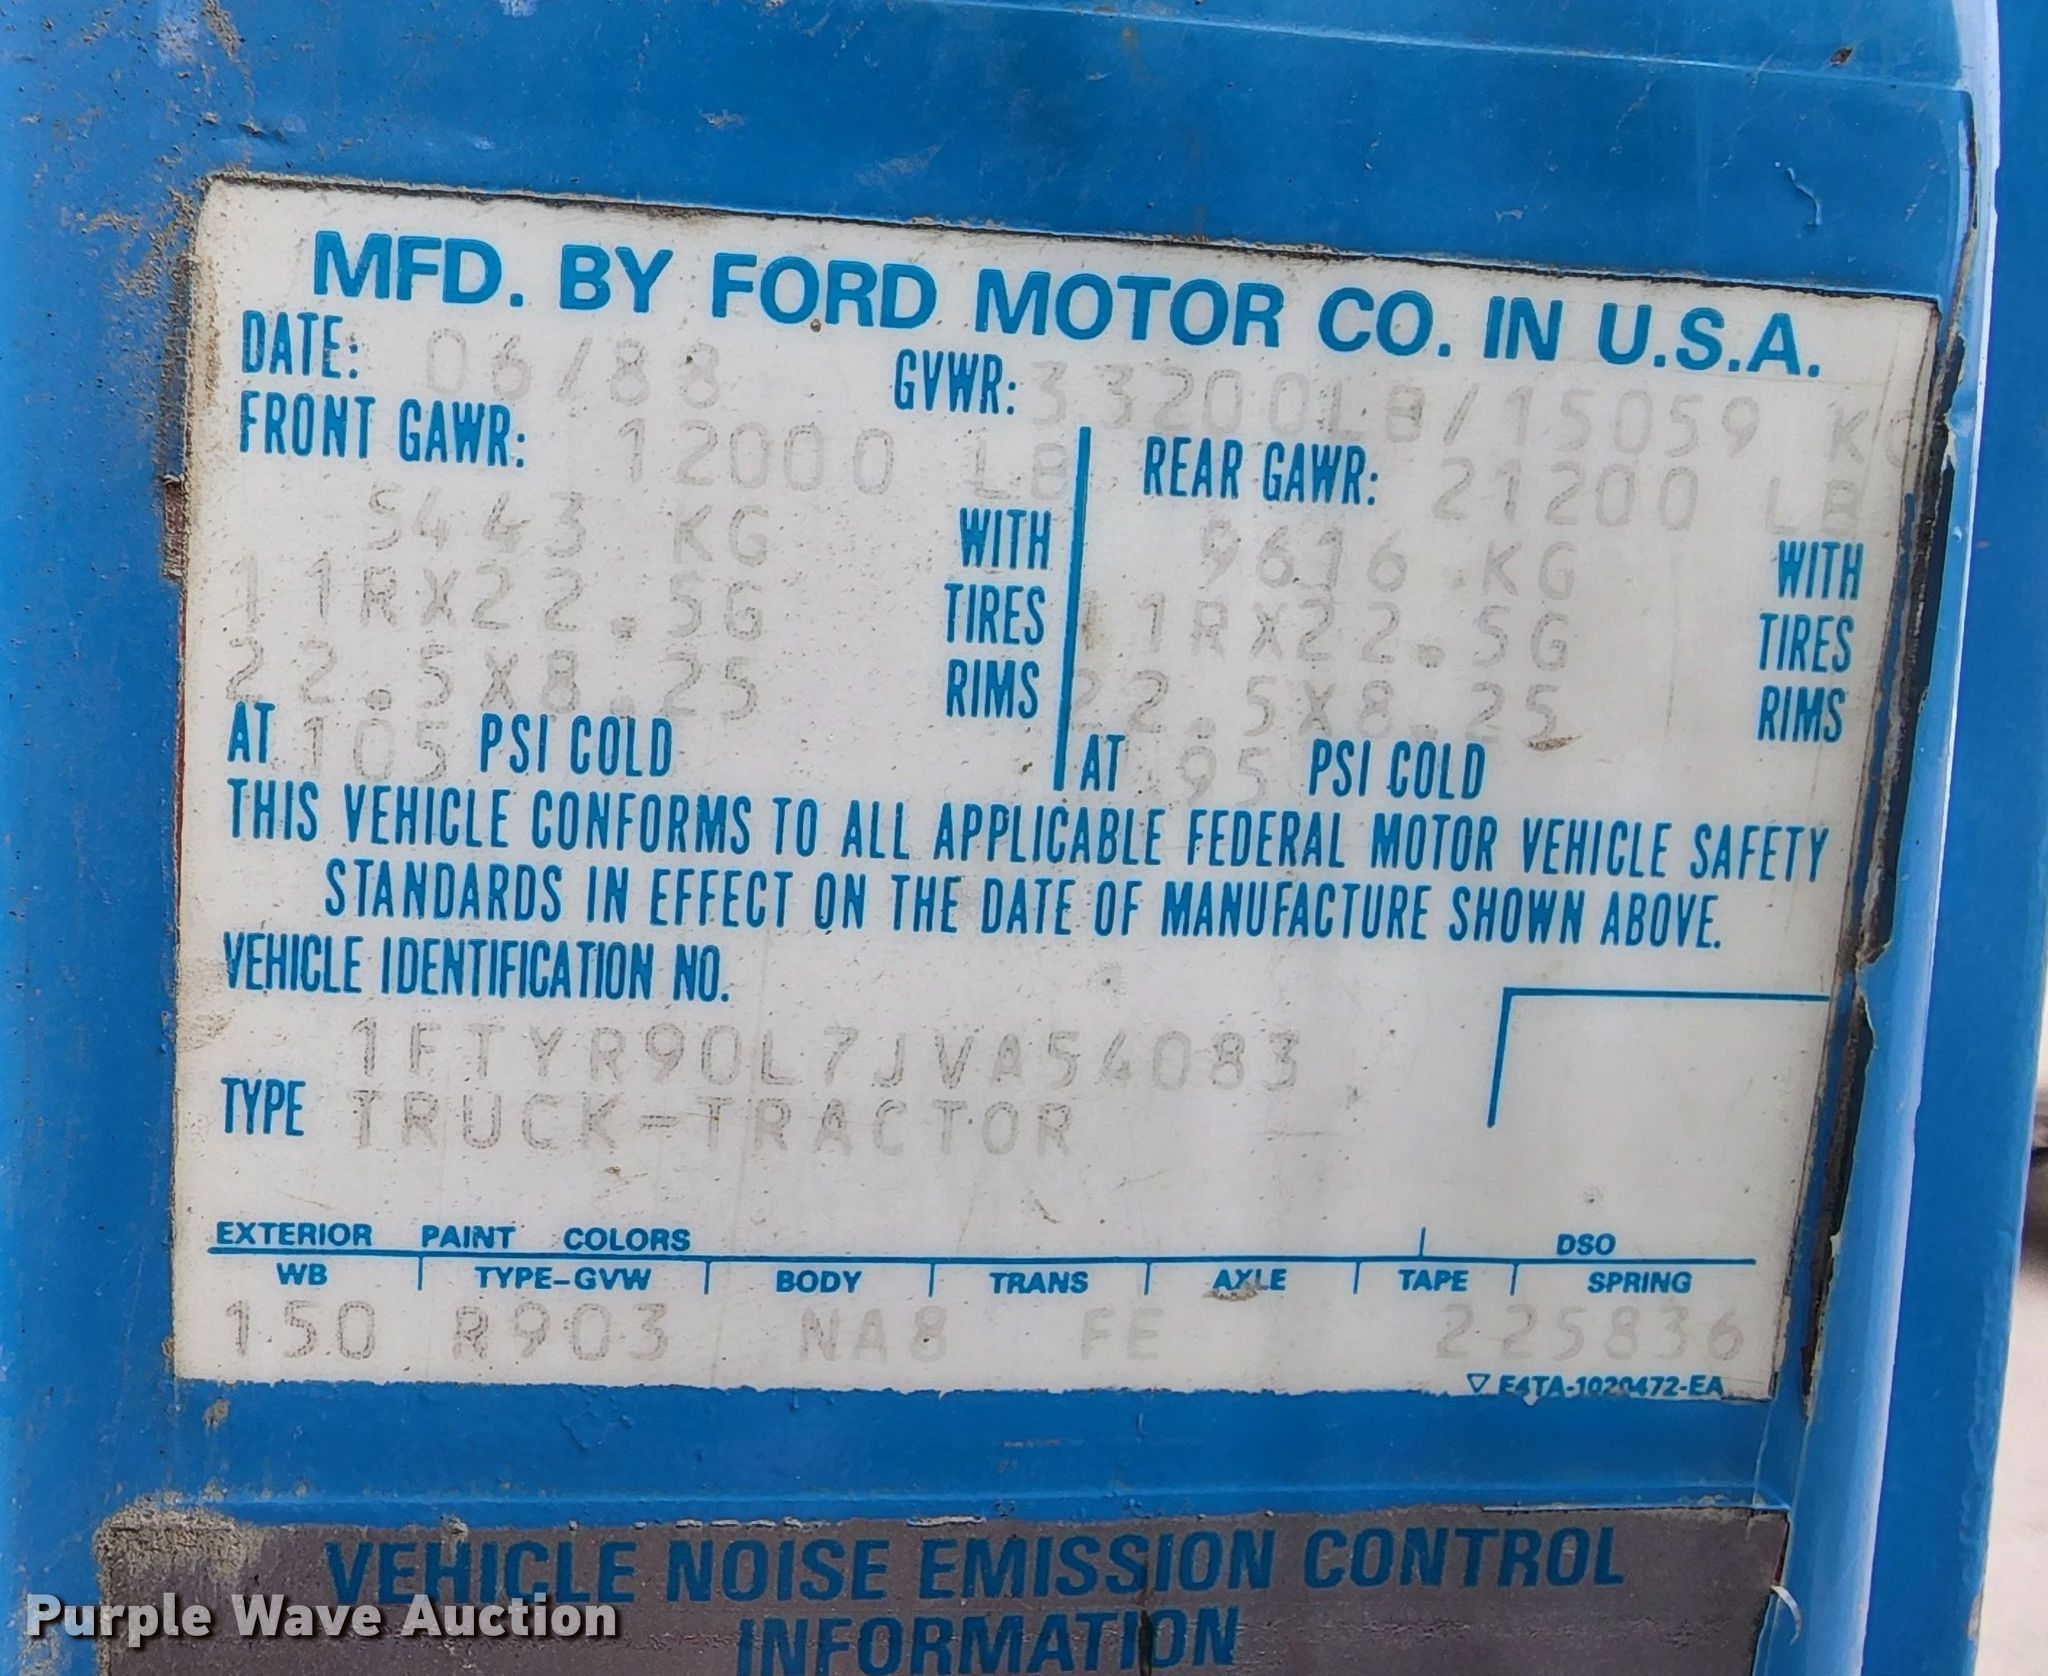 MFD. BY FORD MOTOR CO. IN U.S.A.
DATE: 06/88 GVWR: 33200LB/15059 KG
FRONT GAWR: 12000 LB REAR GAWR: 21200 LB
5443 KG WITH 9616 KG WITH
11RX22.5G TIRES 11RX22.5G TIRES
22.5X8.25 RIMS 22.5X8.25 RIMS
AT 105 PSI COLD AT 95 PSI COLD
THIS VEHICLE CONFORMS TO ALL APPLICABLE FEDERAL MOTOR VEHICLE SAFETY
STANDARDS IN EFFECT ON THE DATE OF MANUFACTURE SHOWN ABOVE.
VEHICLE IDENTIFICATION NO.
1FTYR90L7JVA54083
TYPE TRUCK-TRACTOR
EXTERIOR PAINT COLORS DSO
WB TYPE-GVW BODY TRANS AXLE TAPE SPRING
150 R903 NA8 FE 225836
▽ E4TA-1020472-EA
VEHICLE NOISE EMISSION CONTROL
INFORMATION
Purple Wave Auction